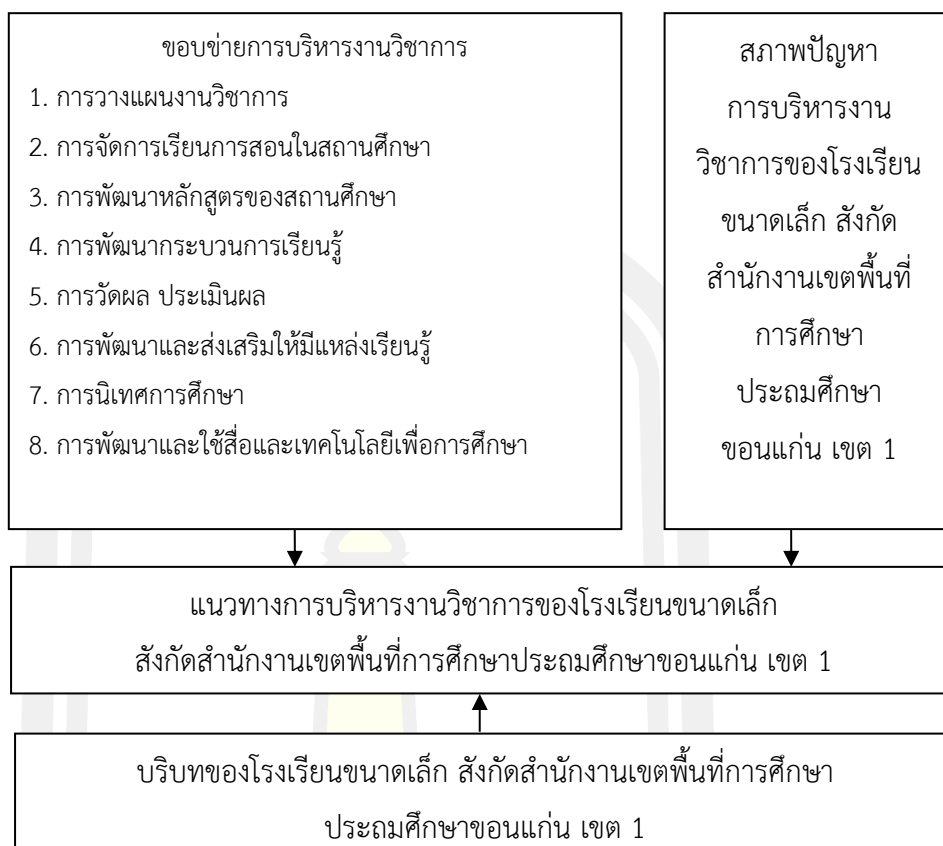 ขอบข่ายการบริหารงานวิชาการ
1. การวางแผนงานวิชาการ
2. การจัดการเรียนการสอนในสถานศึกษา
3. การพัฒนาหลักสูตรของสถานศึกษา
4. การพัฒนากระบวนการเรียนรู้
5. การวัดผล ประเมินผล
6. การพัฒนาและส่งเสริมให้มีแหล่งเรียนรู้
7. การนิเทศการศึกษา
8. การพัฒนาและใช้สื่อและเทคโนโลยีเพื่อการศึกษา
สภาพปัญหา
การบริหารงาน
วิชาการของโรงเรียน
ขนาดเล็ก สังกัด
สำนักงานเขตพื้นที่
การศึกษา
ประถมศึกษา
ขอนแก่น เขต 1
แนวทางการบริหารงานวิชาการของโรงเรียนขนาดเล็ก
สังกัดสำนักงานเขตพื้นที่การศึกษาประถมศึกษาขอนแก่น เขต 1
บริบทของโรงเรียนขนาดเล็ก สังกัดสำนักงานเขตพื้นที่การศึกษา
ประถมศึกษาขอนแก่น เขต 1